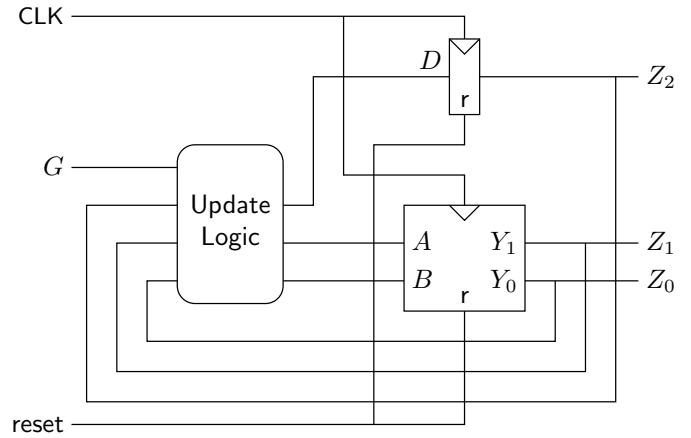 CLK
D
r
Z₂
G
Update
Logic
A Y₁ Z₁
B Y₀ Z₀
r
reset